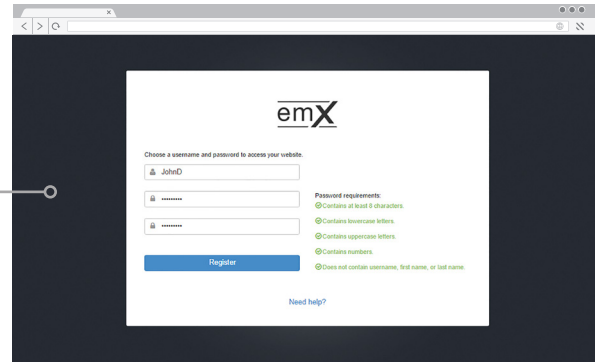 emX
Choose a username and password to access your website.
JohnD
Password requirements:
Contains at least 6 characters.
Contains lowercase letters.
Contains uppercase letters.
Contains numbers.
Does not contain username, first name, or last name.
Register
Need help?